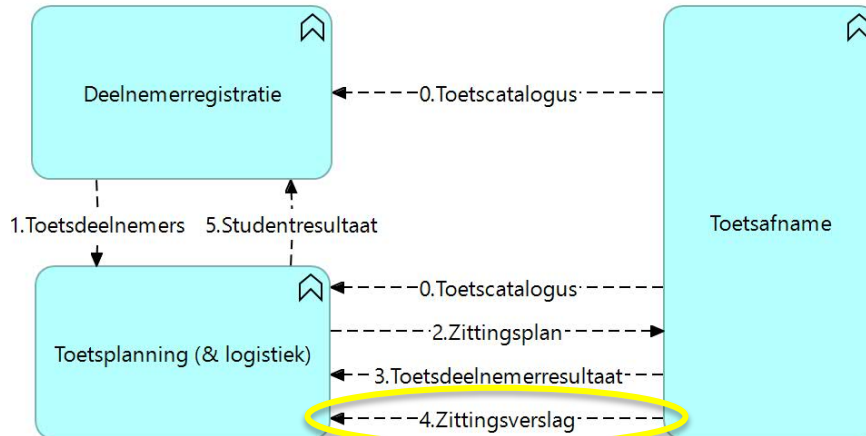 Deelnemerregistratie
0.Toetscatalogus
1.Toetsdeelnemers
5.Studentresultaat
Toetsafname
0.Toetscatalogus
2.Zittingsplan
Toetsplanning (& logistiek)
3.Toetsdeelnemerresultaat
4.Zittingsverslag